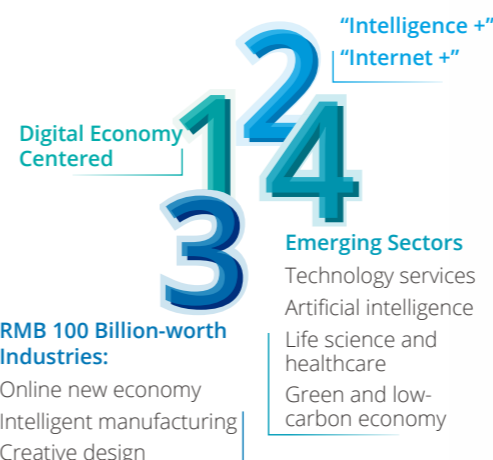 “Intelligence +”
“Internet +”
2
1
4
Digital Economy
Centered
3
Emerging Sectors
Technology services
Artificial intelligence
Life science and
healthcare
Green and low-
carbon economy
RMB 100 Billion-worth
Industries:
Online new economy
Intelligent manufacturing
Creative design